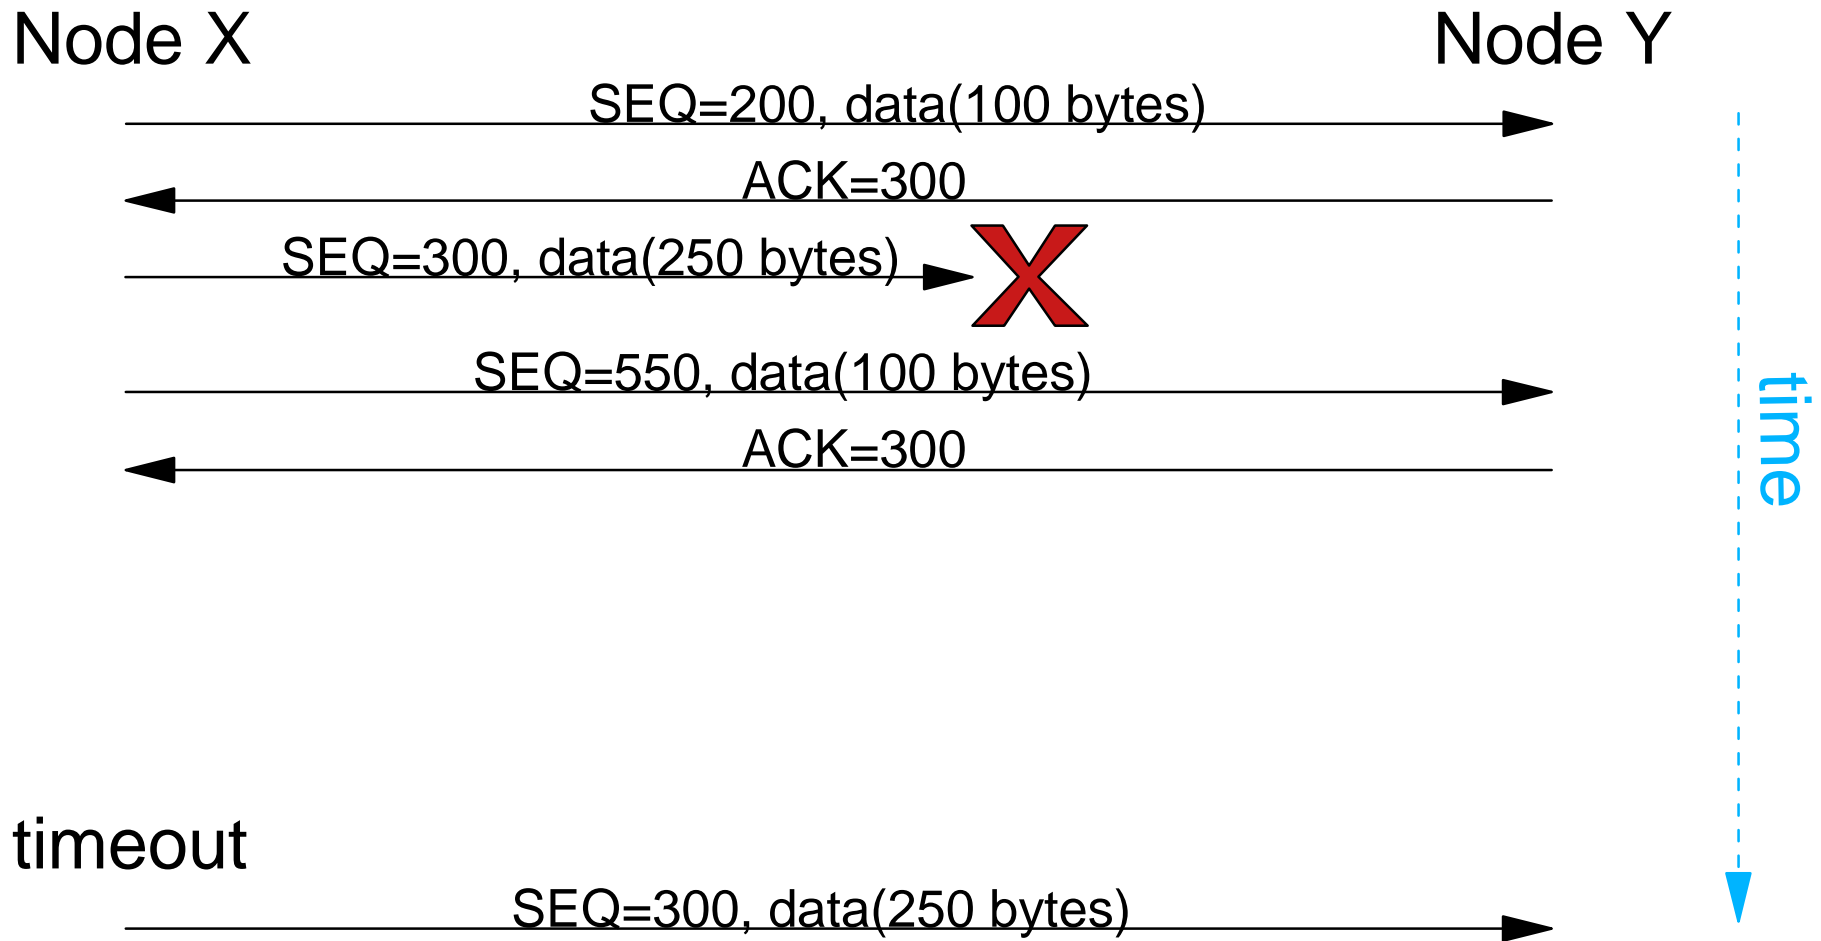 Node X
Node Y
SEQ=200, data(100 bytes)
ACK=300
SEQ=300, data(250 bytes)
SEQ=550, data(100 bytes)
ACK=300
time
timeout
SEQ=300, data(250 bytes)